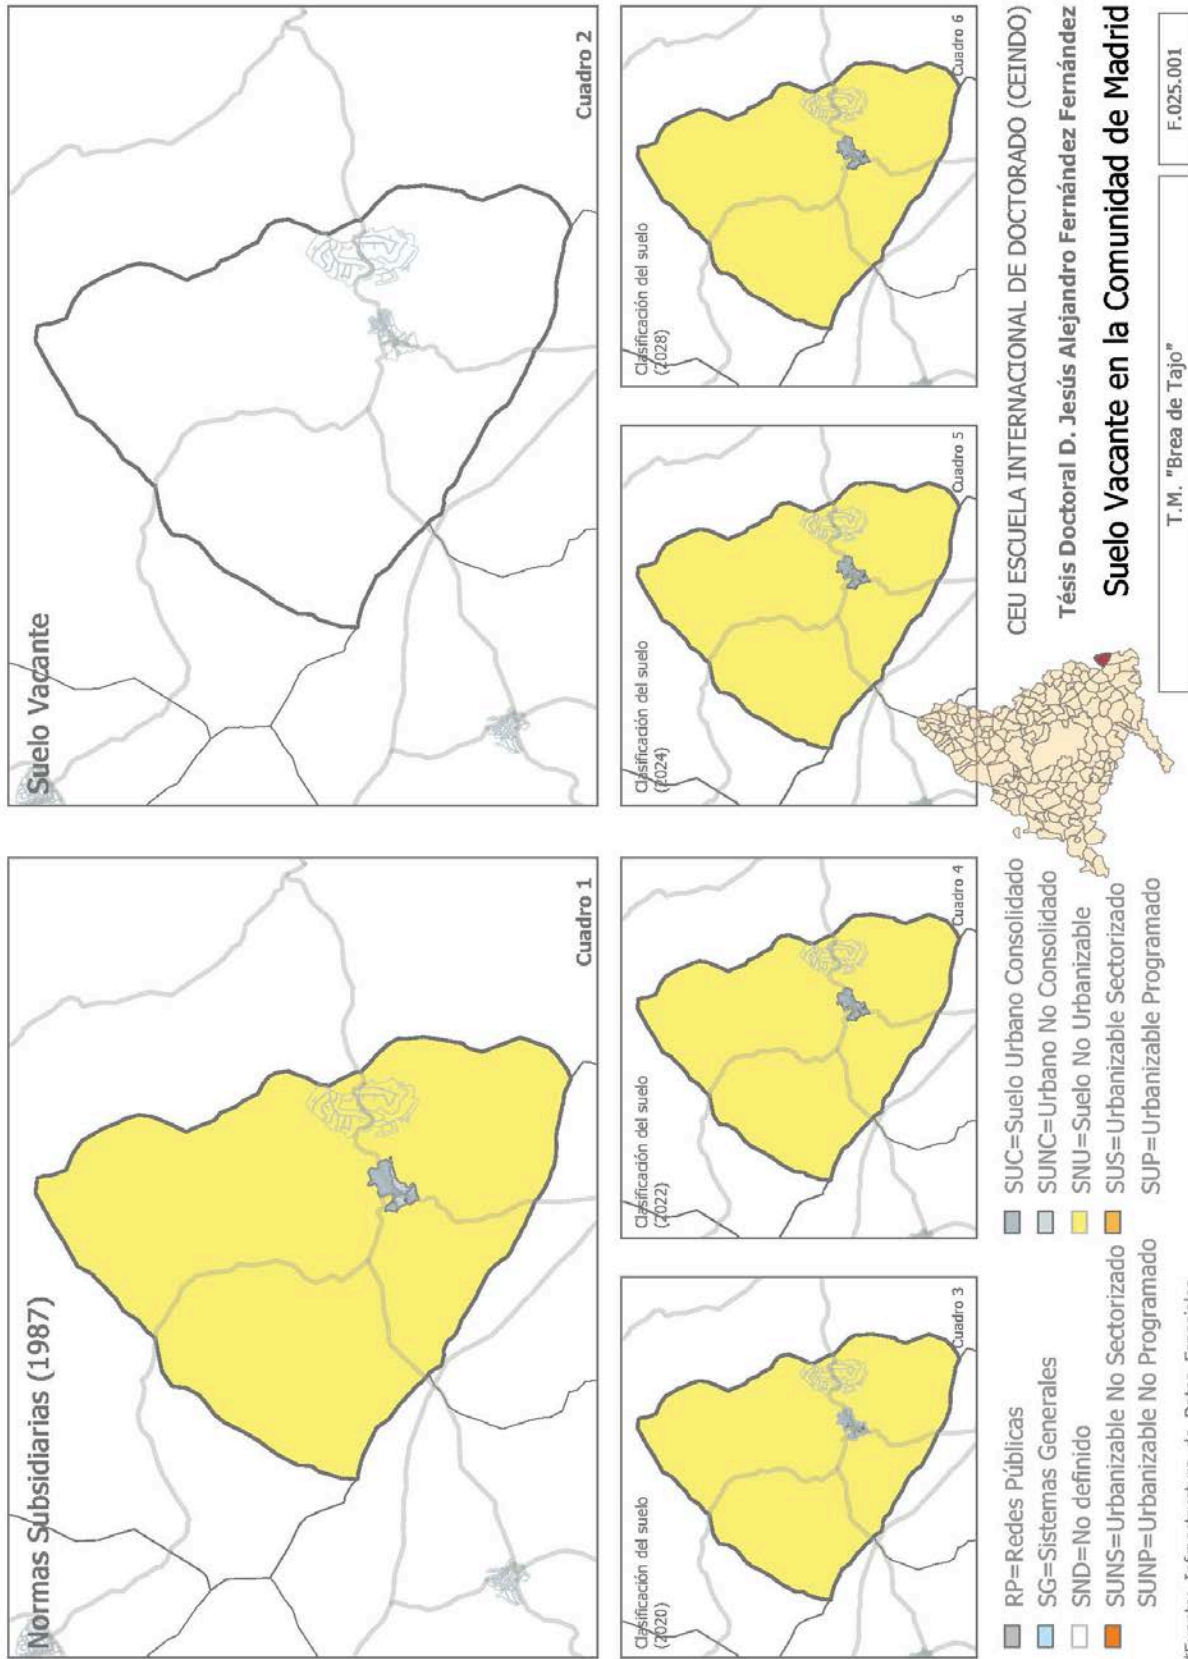 Normas Subsidiarias (1987)
Cuadro 1
Suelo Vacante
Cuadro 2
Clasificación del suelo
(2020)
Cuadro 3
Clasificación del suelo
(2022)
Cuadro 4
Clasificación del suelo
(2024)
Cuadro 5
Clasificación del suelo
(2028)
Cuadro 6
RP=Redes Públicas
SG=Sistemas Generales
SND=No definido
SUNS=Urbanizable No Sectorizado
SUNP=Urbanizable No Programado
SUC=Suelo Urbano Consolidado
SUNC=Urbano No Consolidado
SNU=Suelo No Urbanizable
SUS=Urbanizable Sectorizado
SUP=Urbanizable Programado
CEU ESCUELA INTERNACIONAL DE DOCTORADO (CEINDO)
Tésis Doctoral D. Jesús Alejandro Fernández Fernández
Suelo Vacante en la Comunidad de Madrid
T.M. "Brea de Tajo"
F.025.001